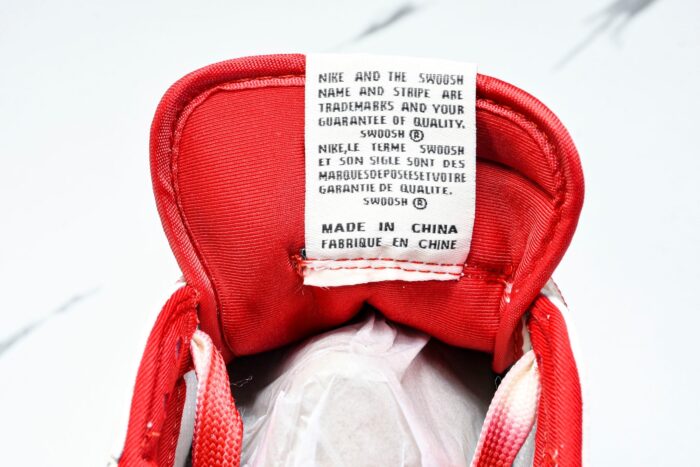 NIKE AND THE SWOOSH
NAME AND STRIPE ARE
TRADEMARKS AND YOUR
GUARANTEE OF QUALITY.
SWOOSH ®
NIKE,LE TERME SWOOSH
ET SON SIGLE SONT DES
MARQUESDEPOSEESETVOTRE
GARANTIE DE QUALITE.
SWOOSH ®
MADE IN CHINA
FABRIQUE EN CHINE